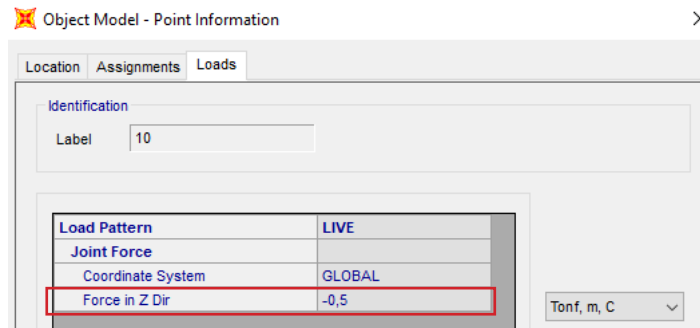 Object Model - Point Information
Location Assignments Loads
Identification
Label 10
Load Pattern LIVE
Joint Force
Coordinate System GLOBAL
Force in Z Dir -0,5
Tonf, m, C